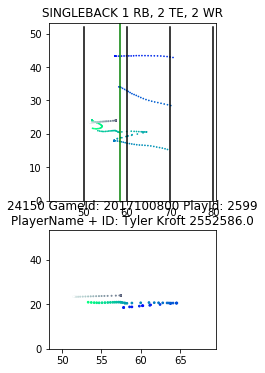 SINGLEBACK 1 RB, 2 TE, 2 WR
50
40
30
20
10
0
50 60 70 80
24150 GameId: 2017100800 PlayId: 2599
PlayerName + ID: Tyler Kroft 2552586.0
40
20
0
50 55 60 65